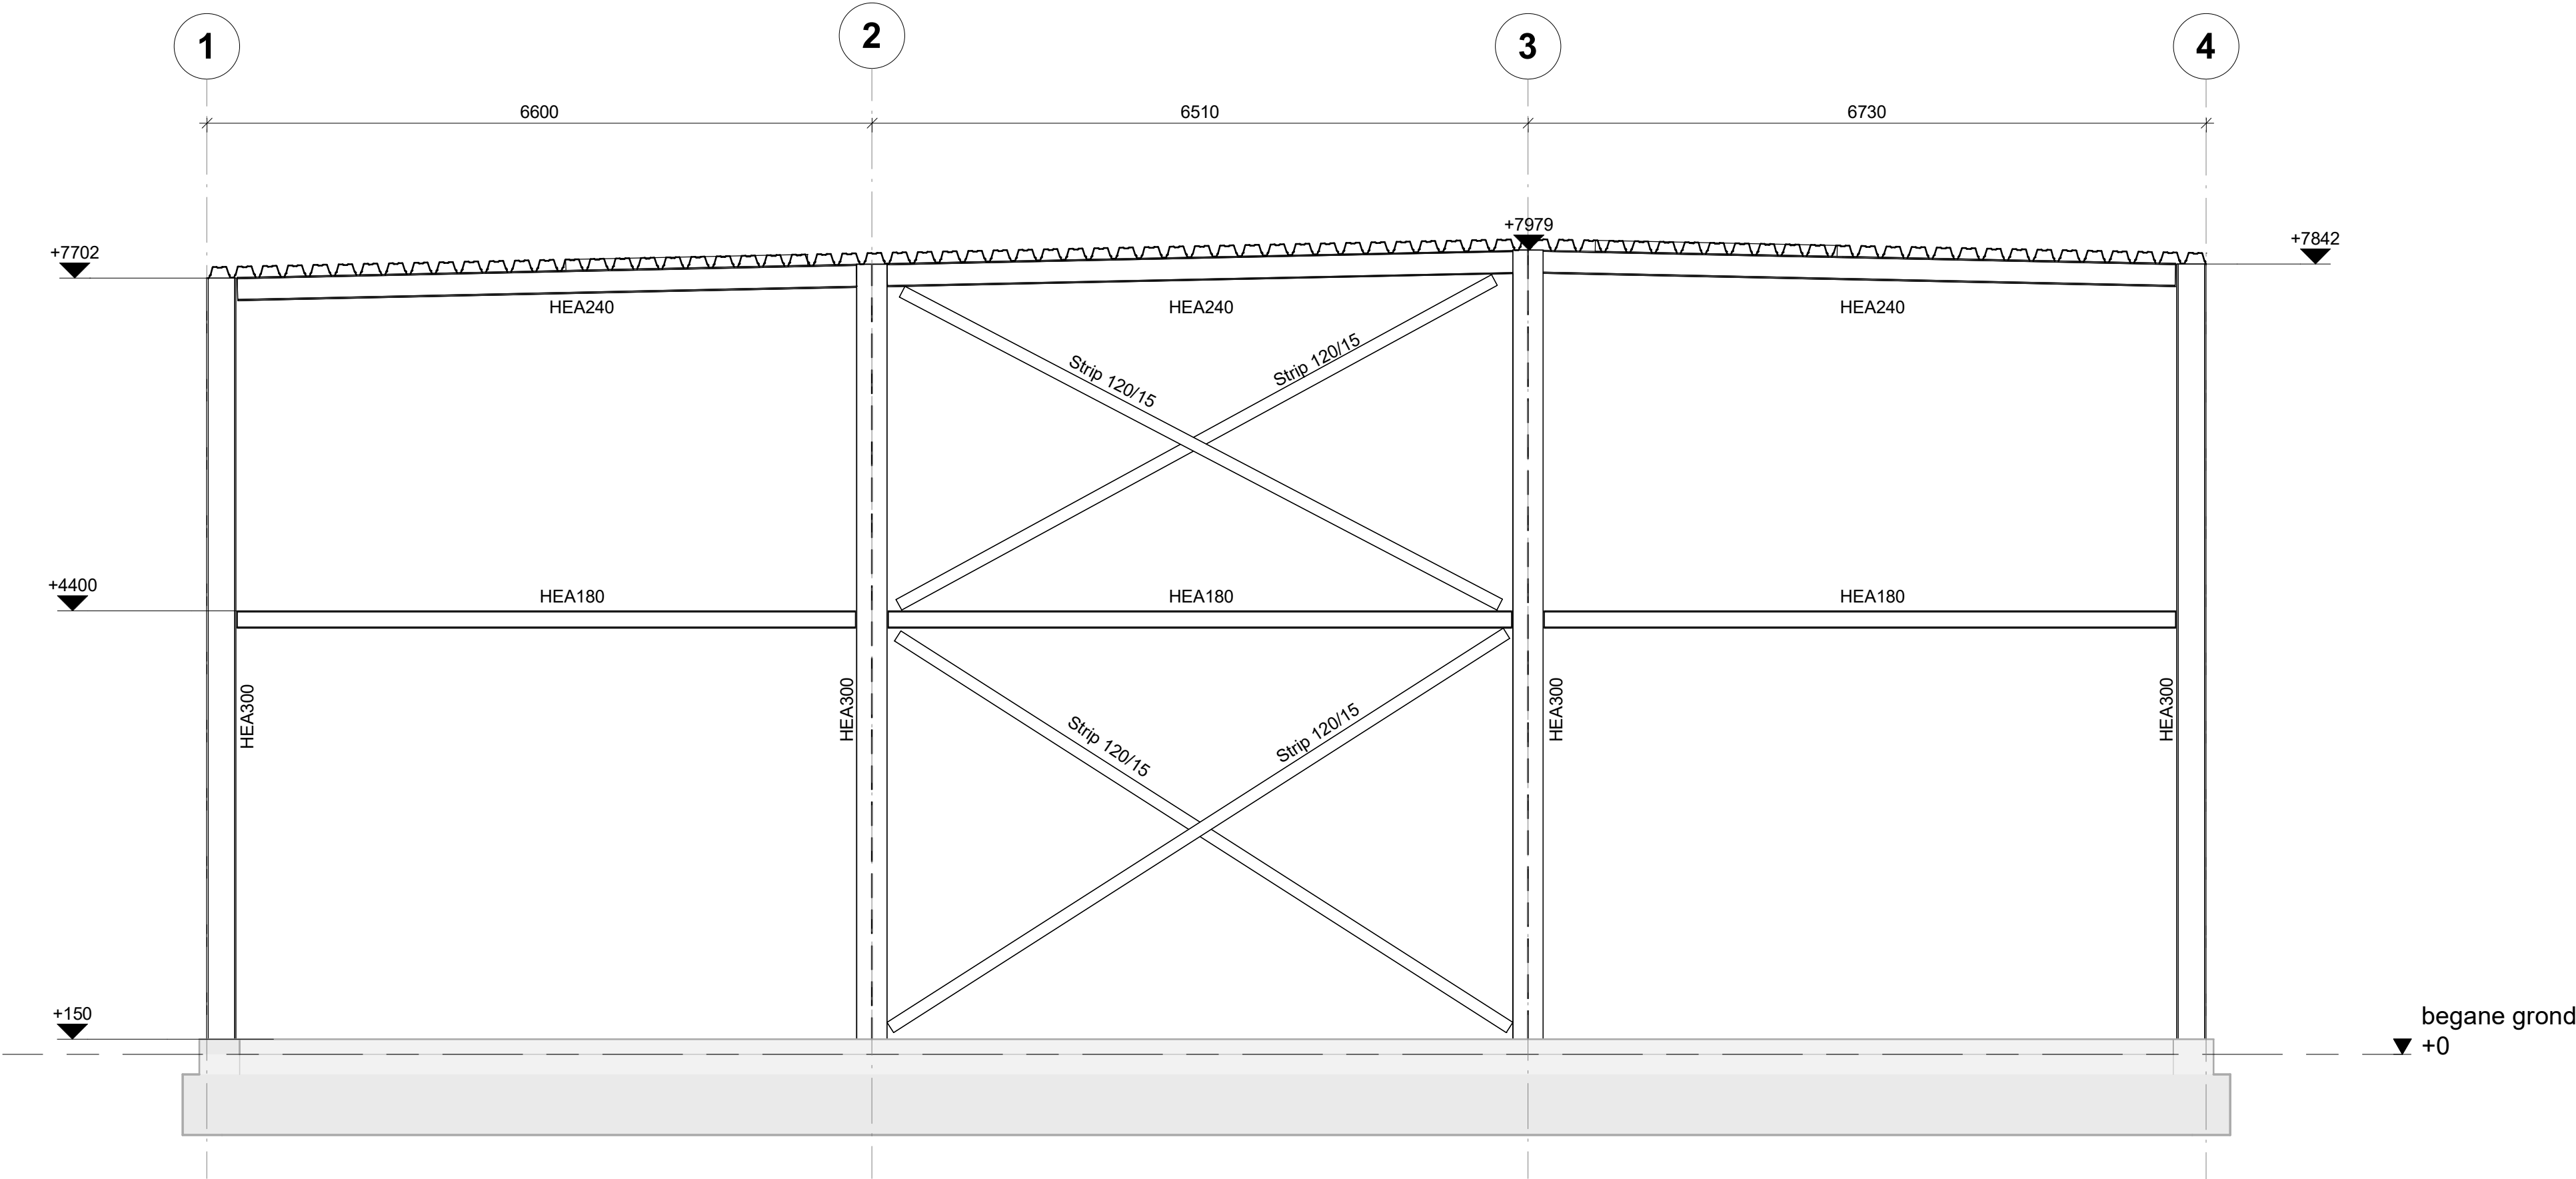 1
2
3
4
6600
6510
6730
+7979
+7702
+7842
HEA240
HEA240
HEA240
Strip 120/15
Strip 120/15
+4400
HEA180
HEA180
HEA180
HEA300
HEA300
HEA300
HEA300
Strip 120/15
Strip 120/15
+150
begane grond
+0